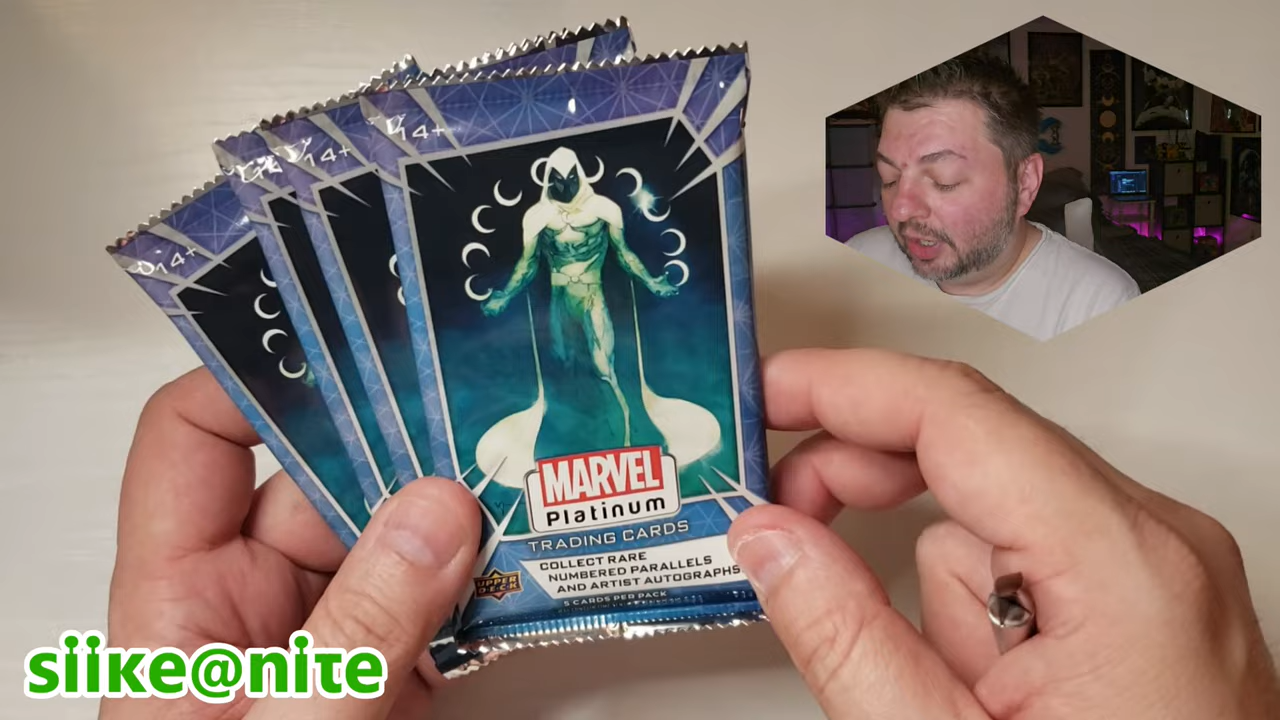 14+
14+
14+
MARVEL
Platinum
TRADING CARDS
COLLECT RARE
NUMBERED PARALLELS
AND ARTIST AUTOGRAPHS
UPPER
DECK
5 CARDS PER PACK
siike@nite